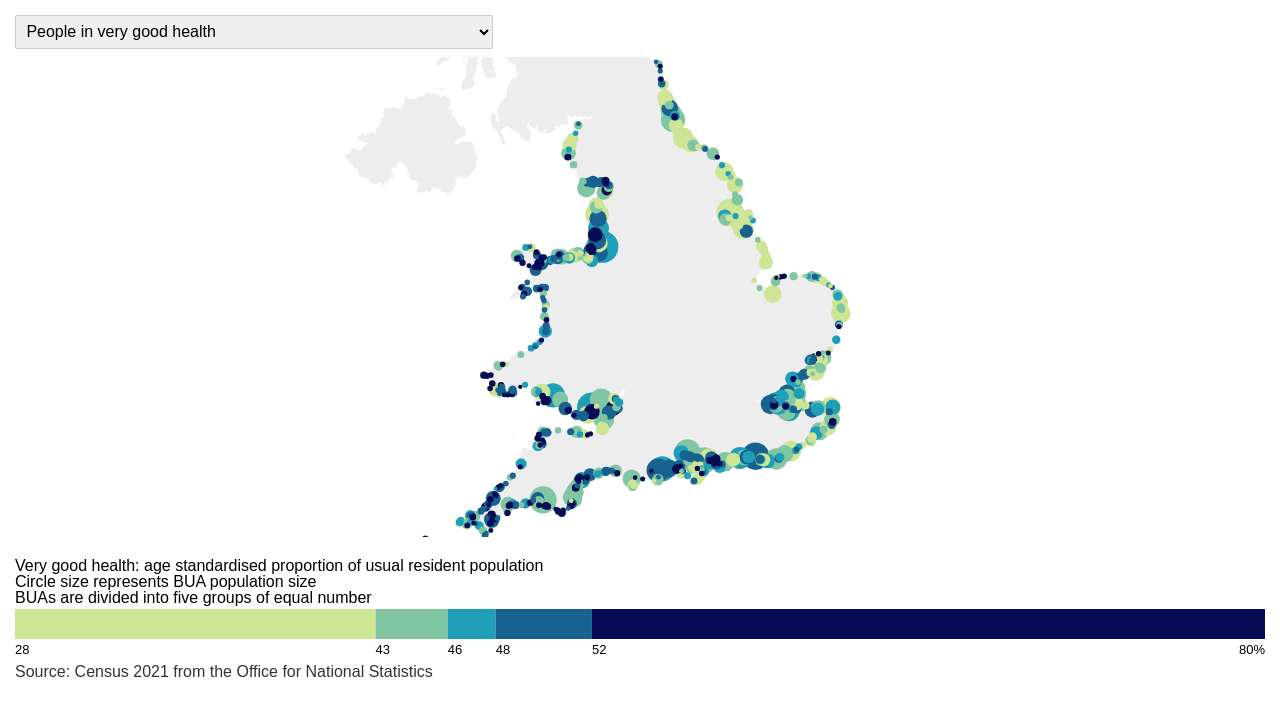 People in very good health
Very good health: age standardised proportion of usual resident population
Circle size represents BUA population size
BUAs are divided into five groups of equal number
28 43 46 48 52 80%
Source: Census 2021 from the Office for National Statistics